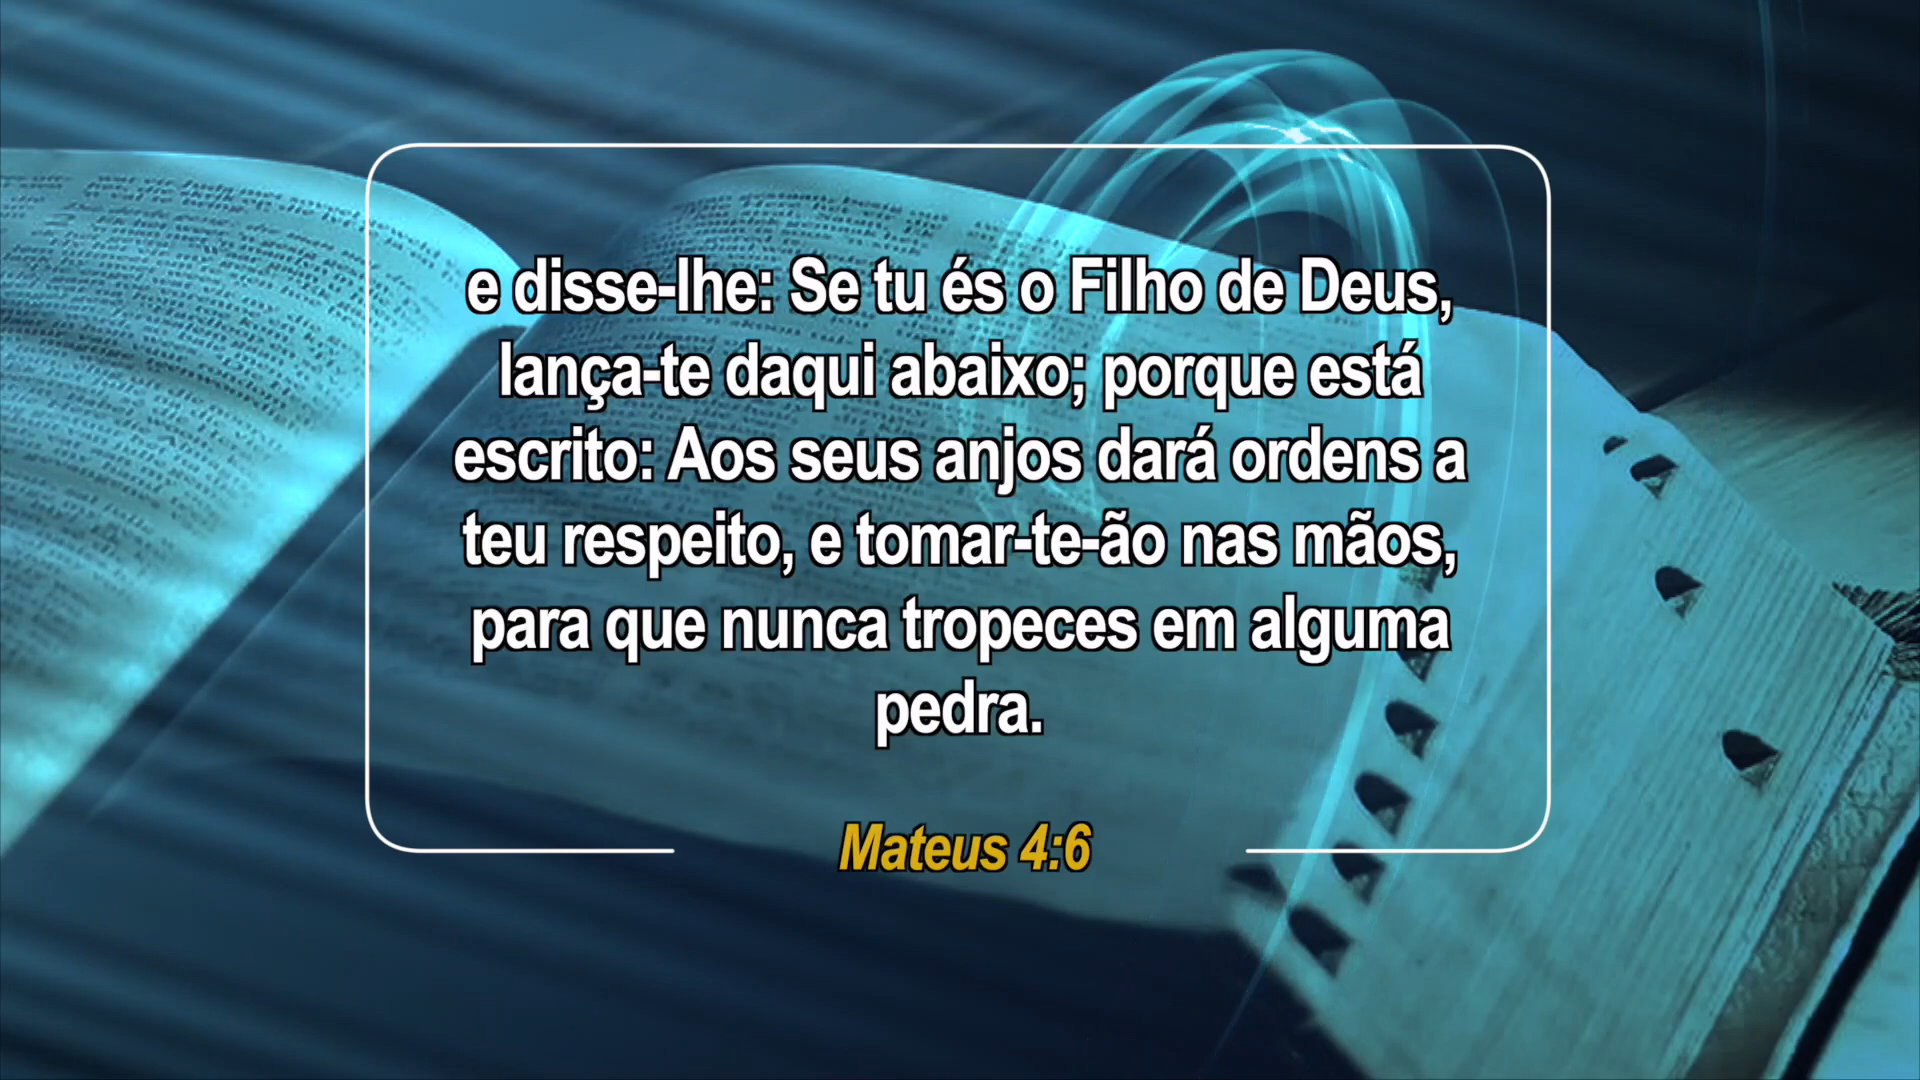 e disse-lhe: Se tu és o Filho de Deus,
lança-te daqui abaixo; porque está
escrito: Aos seus anjos dará ordens a
teu respeito, e tomar-te-ão nas mãos,
para que nunca tropeces em alguma
pedra.
Mateus 4:6